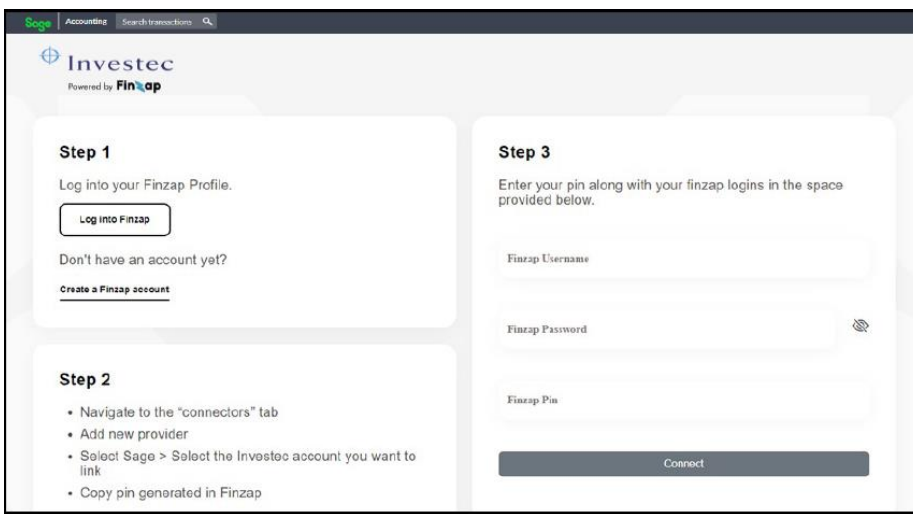 Sage Accounting Search transactions
Investec
Powered by Finzap
Step 1
Log into your Finzap Profile.
Log into Finzap
Don't have an account yet?
Create a Finzap account
Step 2
• Navigate to the "connectors" tab
• Add new provider
• Select Sage > Select the Investec account you want to
link
• Copy pin generated in Finzap
Step 3
Enter your pin along with your finzap logins in the space
provided below.
Finzap Username
Finzap Password
Finzap Pin
Connect